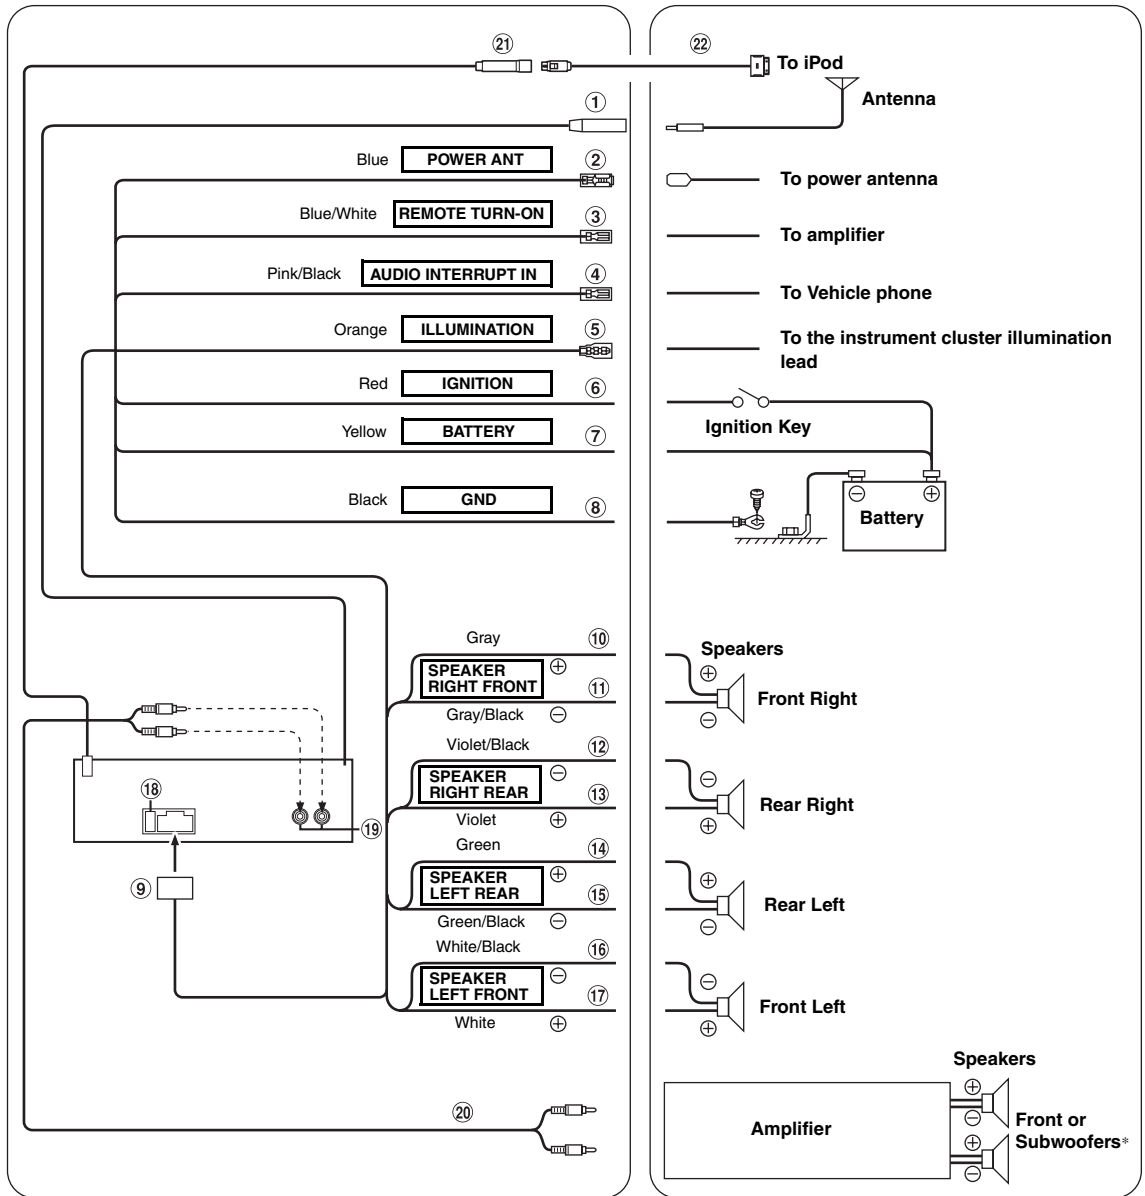 ㉑ ㉒ To iPod
Antenna
①
Blue POWER ANT ② To power antenna
Blue/White REMOTE TURN-ON ③ To amplifier
Pink/Black AUDIO INTERRUPT IN ④ To Vehicle phone
Orange ILLUMINATION ⑤ To the instrument cluster illumination
lead
Red IGNITION ⑥
Ignition Key
Yellow BATTERY ⑦
⊖ ⊕
Black GND ⑧ Battery
Gray ⑩ Speakers
SPEAKER ⊕ ⊕
RIGHT FRONT ⑪ Front Right
Gray/Black ⊖ ⊖
Violet/Black ⑫
SPEAKER ⊖ ⊖
RIGHT REAR ⑬ Rear Right
Violet ⊕ ⊕
⑱ ⑲
Green ⑭
SPEAKER ⊕ ⊕
⑨ LEFT REAR ⑮ Rear Left
Green/Black ⊖ ⊖
White/Black ⑯
SPEAKER ⊖ ⊖
LEFT FRONT ⑰ Front Left
White ⊕ ⊕
Speakers
⑳ ⊕
Amplifier ⊖ Front or
⊕ Subwoofers*
⊖